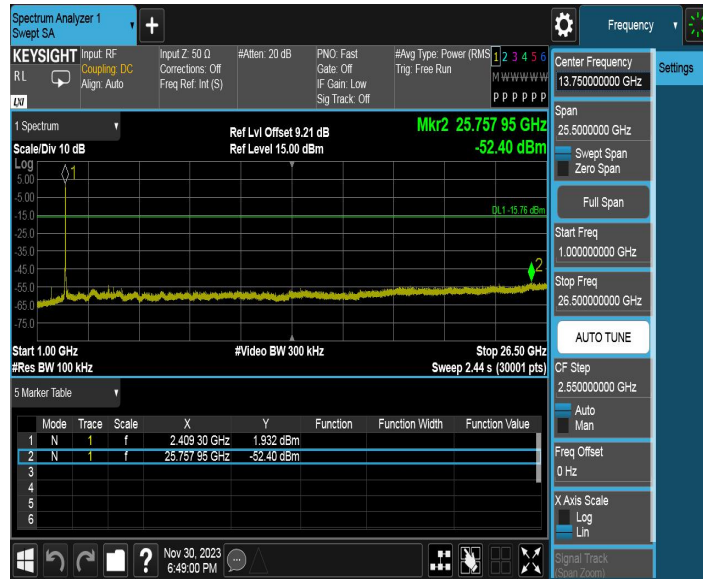 Spectrum Analyzer 1
Swept SA
+
Frequency
KEYSIGHT
RL
LXI
Input: RF
Coupling: DC
Align: Auto
Input Z: 50 Ω
Corrections: Off
Freq Ref: Int (S)
#Atten: 20 dB
PNO: Fast
Gate: Off
IF Gain: Low
Sig Track: Off
#Avg Type: Power (RMS
Trig: Free Run
1 2 3 4 5 6
M W W W W W
P P P P P P
1 Spectrum
Scale/Div 10 dB
Ref Lvl Offset 9.21 dB
Ref Level 15.00 dBm
Mkr2 25.757 95 GHz
-52.40 dBm
Log
5.00
-5.00
-15.0
-25.0
-35.0
-45.0
-55.0
-65.0
-75.0
1
DL1 -15.76 dBm
2
Start 1.00 GHz
#Res BW 100 kHz
#Video BW 300 kHz
Stop 26.50 GHz
Sweep 2.44 s (30001 pts)
5 Marker Table
Mode Trace Scale X Y Function Function Width Function Value
1 N 1 f 2.409 30 GHz 1.932 dBm
2 N 1 f 25.757 95 GHz -52.40 dBm
3
4
5
6
Nov 30, 2023
6:49:00 PM
?
Center Frequency
13.750000000 GHz
Span
25.5000000 GHz
Swept Span
Zero Span
Full Span
Start Freq
1.000000000 GHz
Stop Freq
26.500000000 GHz
AUTO TUNE
CF Step
2.550000000 GHz
Auto
Man
Freq Offset
0 Hz
X Axis Scale
Log
Lin
Signal Track
(Span Zoom)
Settings